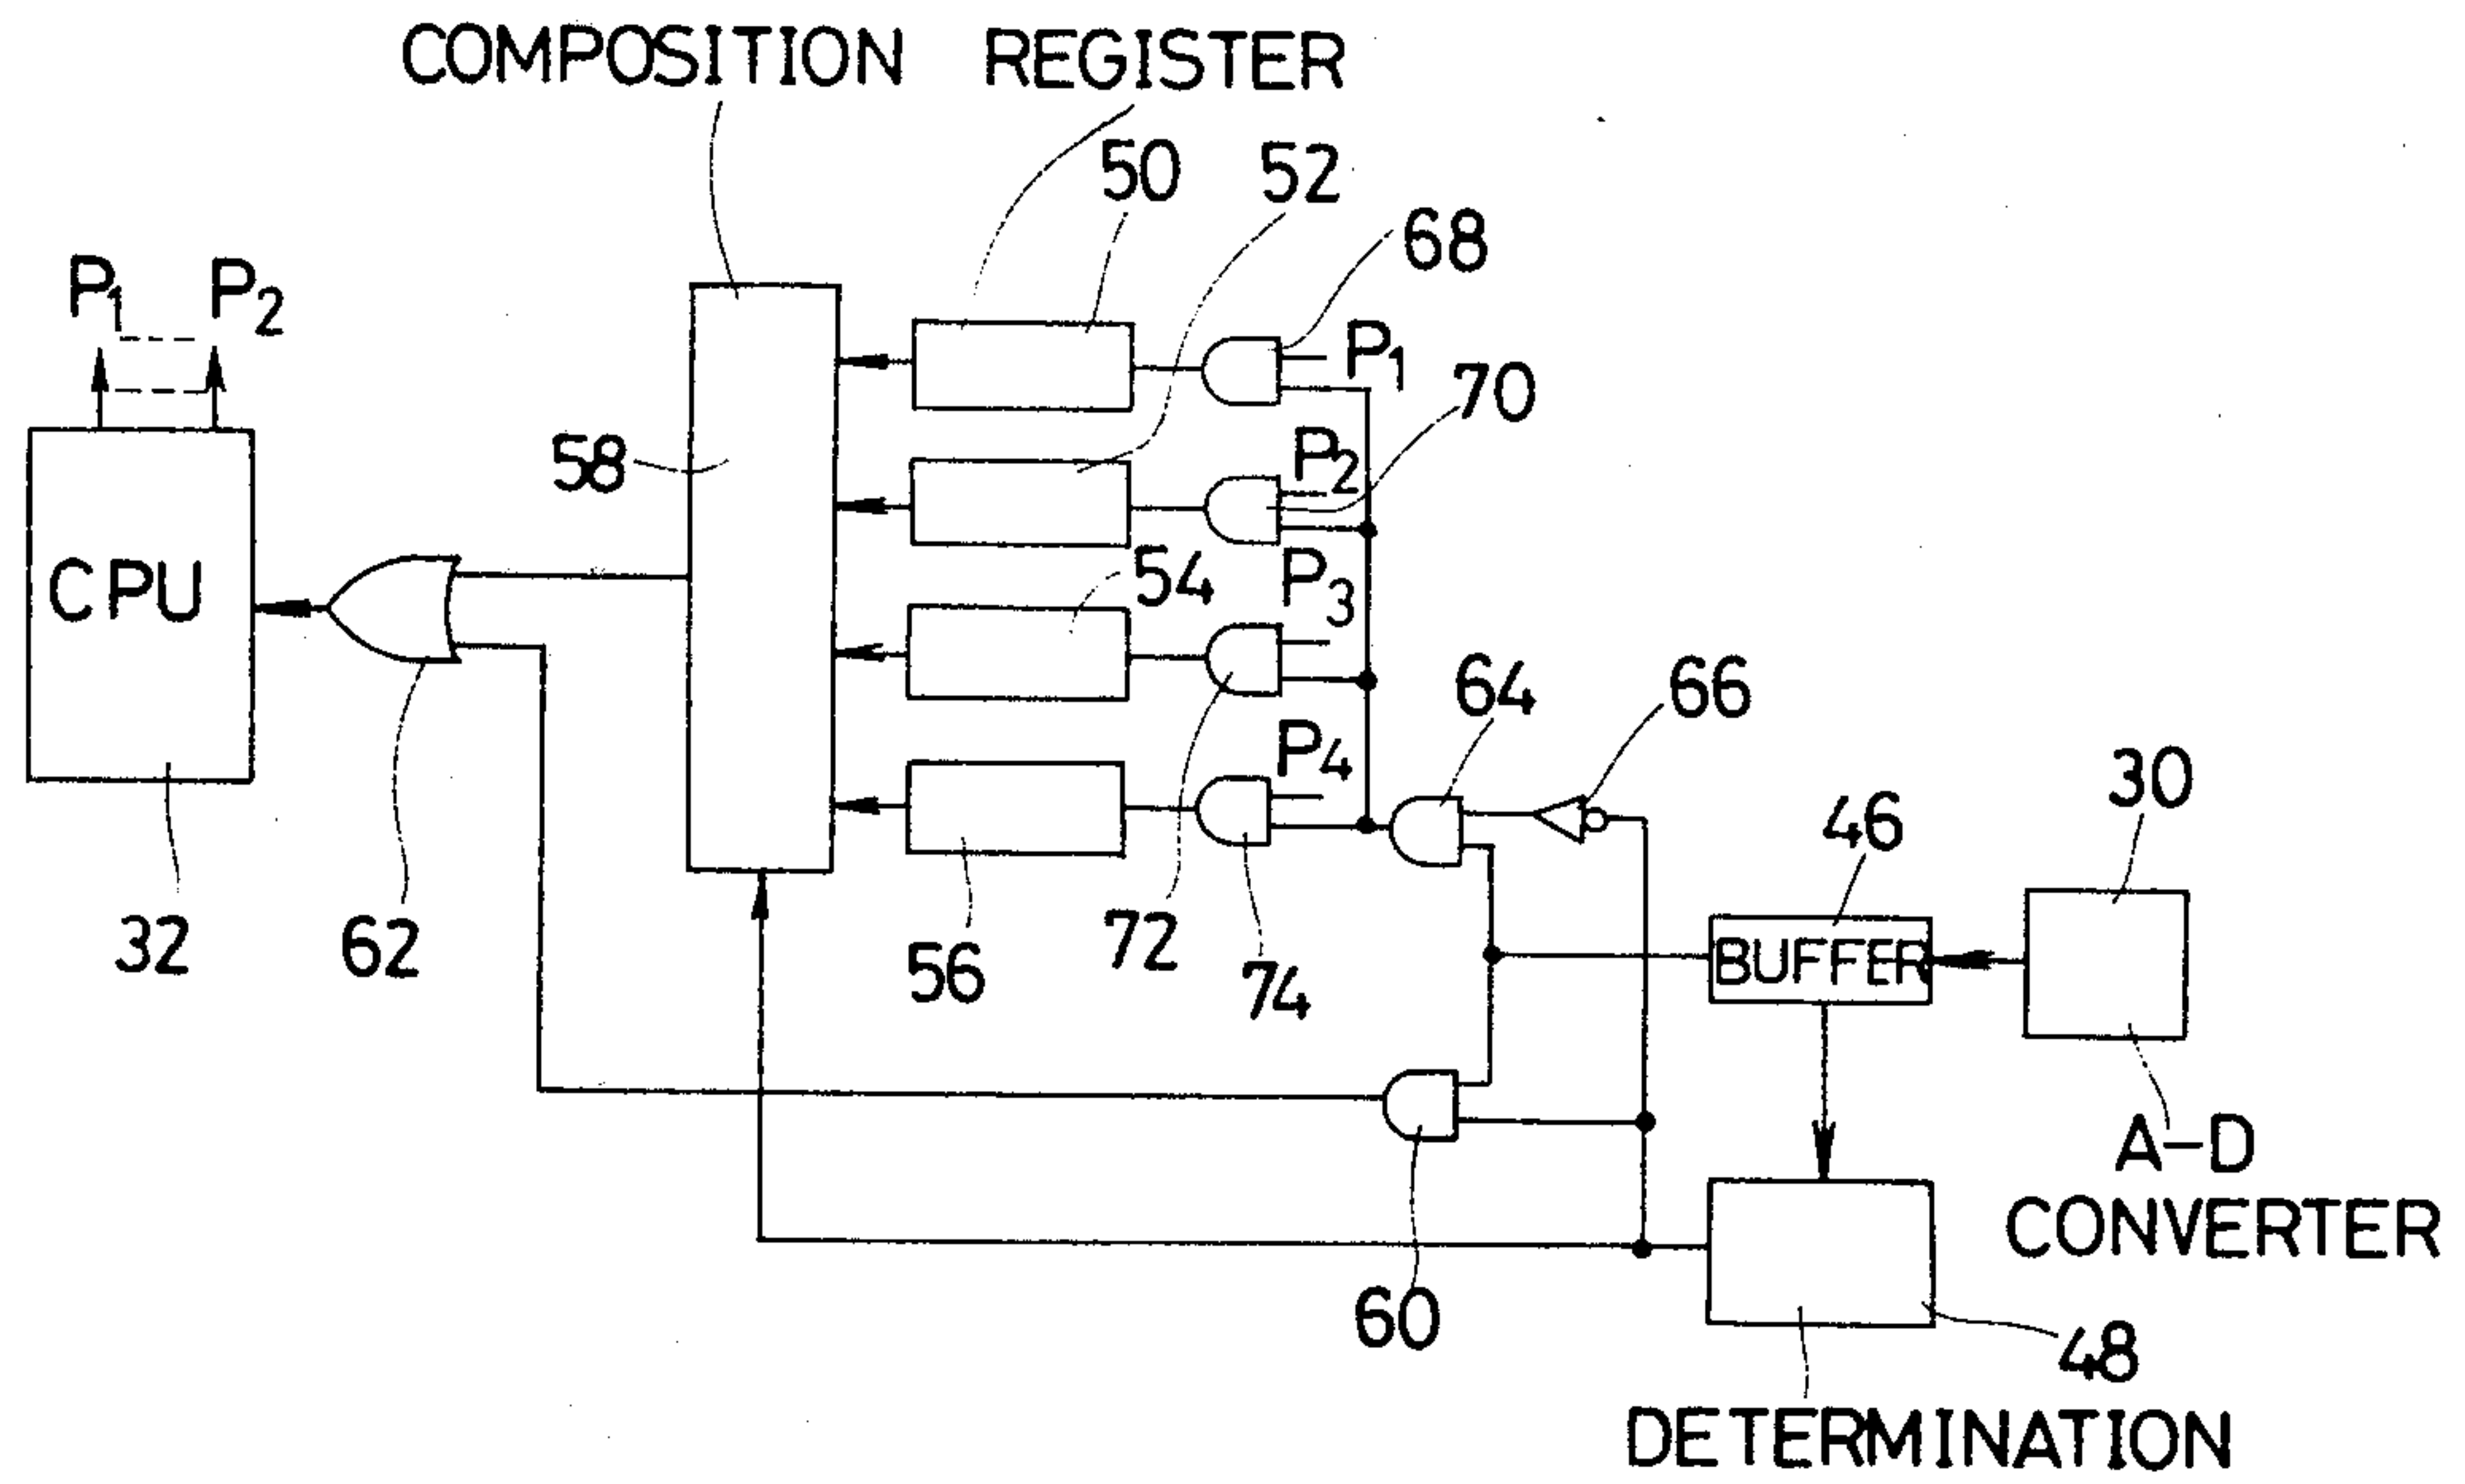 COMPOSITION REGISTER
50 52
68
P1 P2
P1
70
58
P2
CPU
54 P3
64 66
P4
30
46
32 62 72
56 74
BUFFER
A-D
CONVERTER
60
48
DETERMINATION